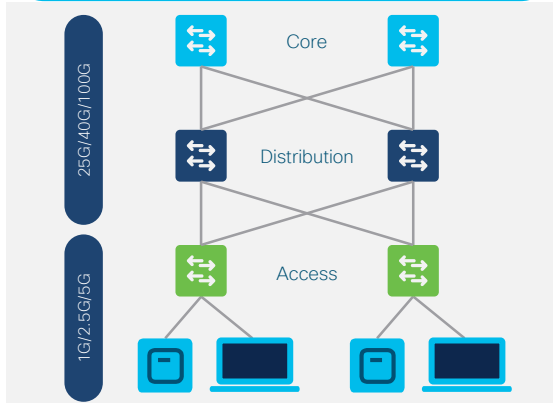 Core
25G/40G/100G
Distribution
Access
1G/2.5G/5G